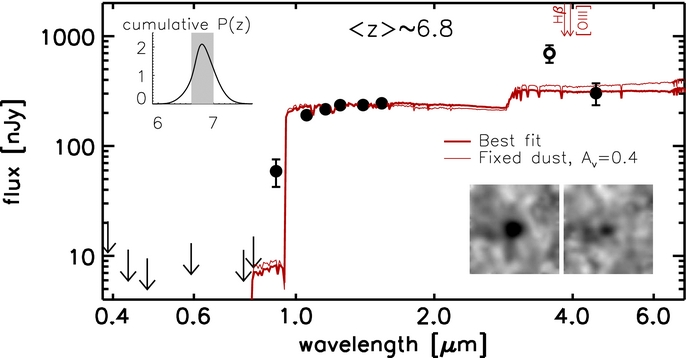 cumulative P(z)
2
1
0
6
7
<z>~6.8
Hβ
[OIII]
flux [nJy]
1000
100
10
Best fit
Fixed dust, Av=0.4
0.4
0.6
1.0
2.0
4.0
6.0
wavelength [μm]